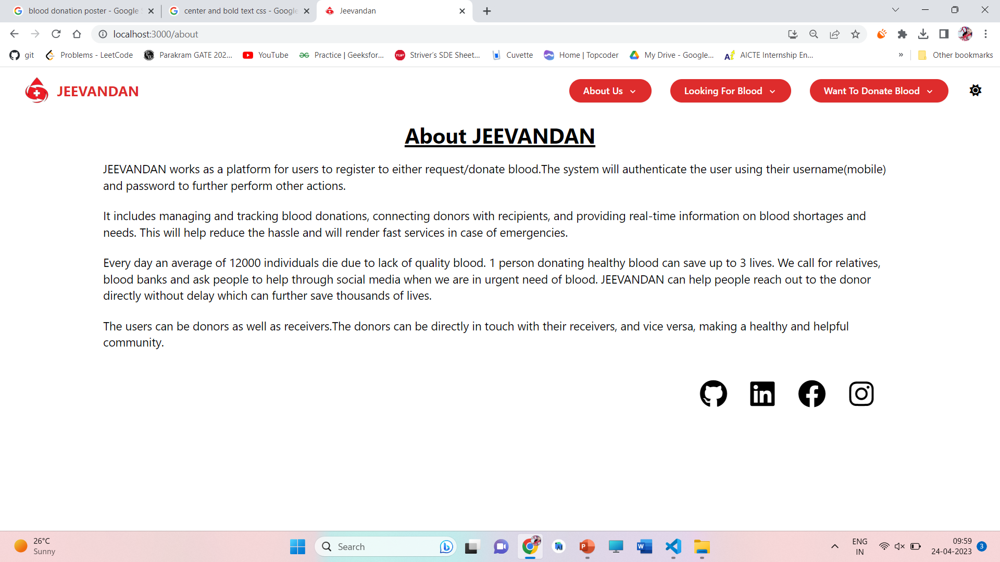 blood donation poster - Google
center and bold text css - Google
Jeevandan
localhost:3000/about
git
Problems - LeetCode
Parakram GATE 202...
YouTube
Practice | Geeksfor...
Striver's SDE Sheet...
Cuvette
Home | Topcoder
My Drive - Google...
AICTE Internship En...
»
Other bookmarks
JEEVANDAN
About Us
Looking For Blood
Want To Donate Blood
About JEEVANDAN
JEEVANDAN works as a platform for users to register to either request/donate blood.The system will authenticate the user using their username(mobile)
and password to further perform other actions.
It includes managing and tracking blood donations, connecting donors with recipients, and providing real-time information on blood shortages and
needs. This will help reduce the hassle and will render fast services in case of emergencies.
Every day an average of 12000 individuals die due to lack of quality blood. 1 person donating healthy blood can save up to 3 lives. We call for relatives,
blood banks and ask people to help through social media when we are in urgent need of blood. JEEVANDAN can help people reach out to the donor
directly without delay which can further save thousands of lives.
The users can be donors as well as receivers.The donors can be directly in touch with their receivers, and vice versa, making a healthy and helpful
community.
in
26°C
Sunny
Search
ENG
IN
09:59
24-04-2023
3